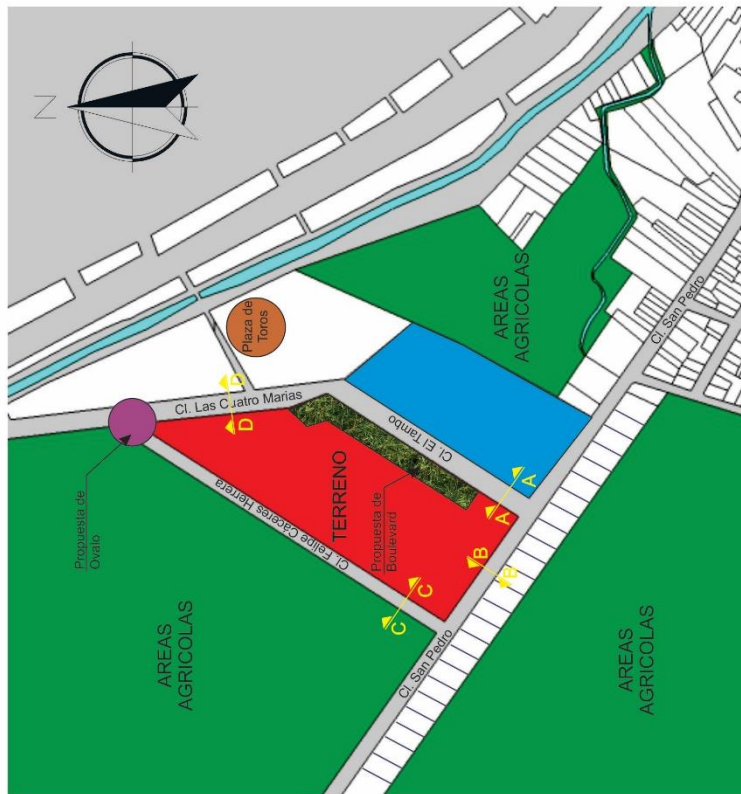 N
Plaza de
Toros
AREAS
AGRICOLAS
Cl. San Pedro
Cl. Las Cuatro Marias
D
D
Cl. El Tambo
Propuesta de
Ovalo
Cl. Felipe Cáceres Herrera
TERRENO
Propuesta de
Boulevard
A
A
B
B
C
C
AREAS
AGRICOLAS
Cl. San Pedro
AREAS
AGRICOLAS